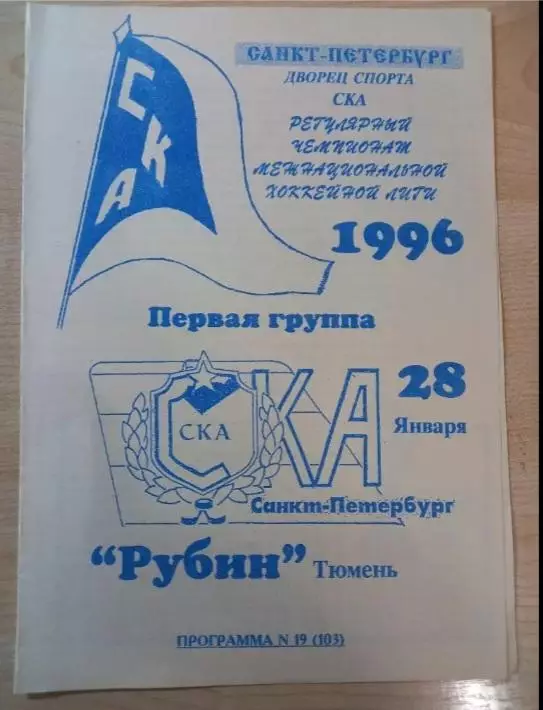 СКА
САНКТ-ПЕТЕРБУРГ
ДВОРЕЦ СПОРТА
СКА
РЕГУЛЯРНЫЙ
ЧЕМПИОНАТ
МЕЖНАЦИОНАЛЬНОЙ
ХОККЕЙНОЙ ЛИГИ
1996
Первая группа
СКА
СКА
28
Января
Санкт-Петербург
"Рубин" Тюмень
ПРОГРАММА N 19 (103)